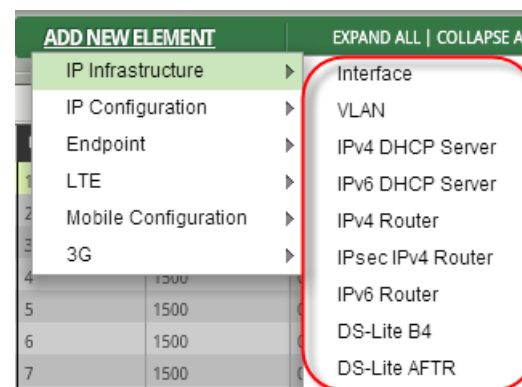 ADD NEW ELEMENT
EXPAND ALL | COLLAPSE A
IP Infrastructure
IP Configuration
Endpoint
LTE
Mobile Configuration
3G
Interface
VLAN
IPv4 DHCP Server
IPv6 DHCP Server
IPv4 Router
IPsec IPv4 Router
IPv6 Router
DS-Lite B4
DS-Lite AFTR
1
2
3
4 1500
5 1500
6 1500
7 1500